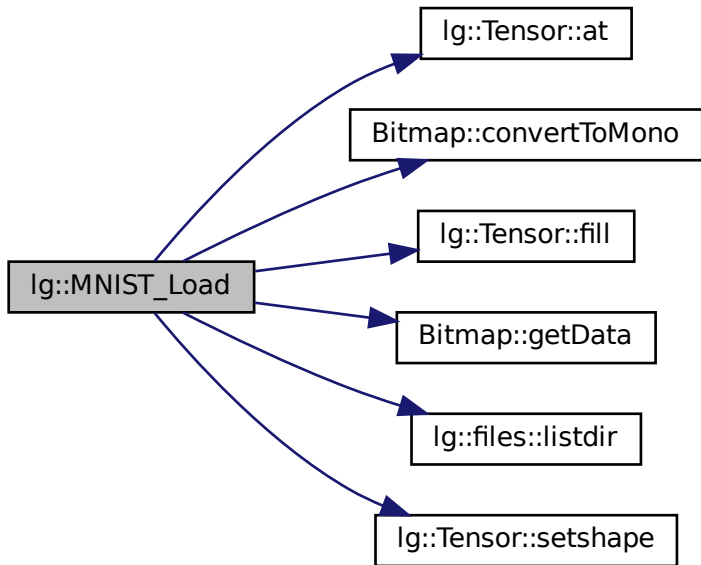 lg::Tensor::at
Bitmap::convertToMono
lg::Tensor::fill
lg::MNIST_Load
Bitmap::getData
lg::files::listdir
lg::Tensor::setshape